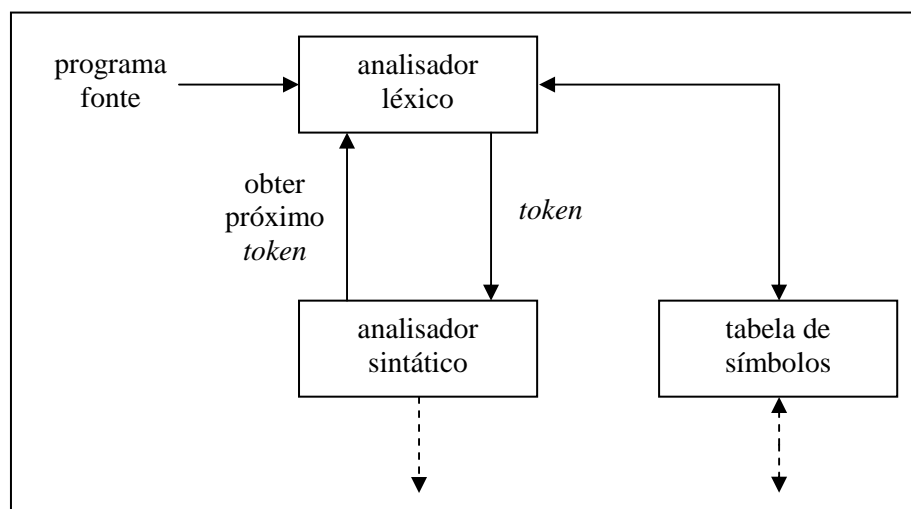 programa
fonte
analisador
léxico
obter
próximo
token
token
analisador
sintático
tabela de
símbolos